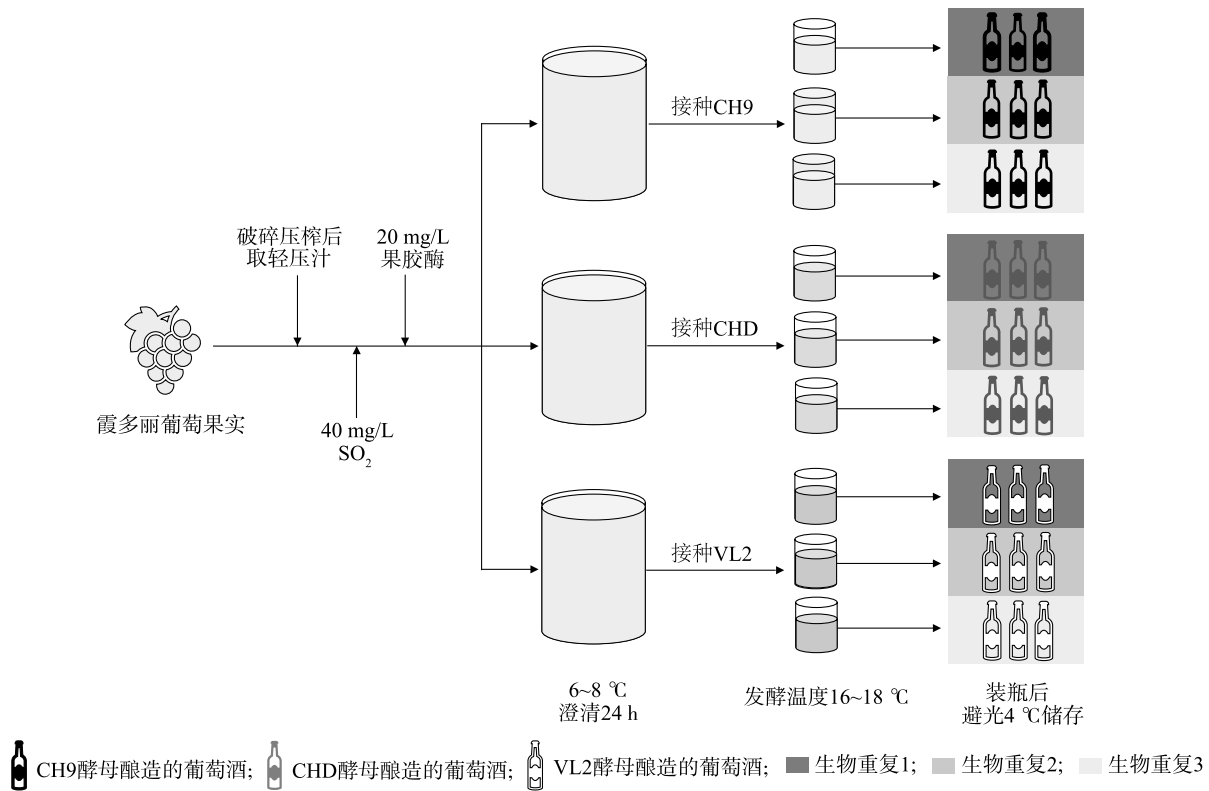 接种CH9
破碎压榨后
取轻压汁
20 mg/L
果胶酶
接种CHD
霞多丽葡萄果实
40 mg/L
SO₂
接种VL2
6~8 ℃
澄清24 h
发酵温度16~18 ℃
装瓶后
避光4 ℃储存
CH9酵母酿造的葡萄酒; CHD酵母酿造的葡萄酒; VL2酵母酿造的葡萄酒; 生物重复1; 生物重复2; 生物重复3